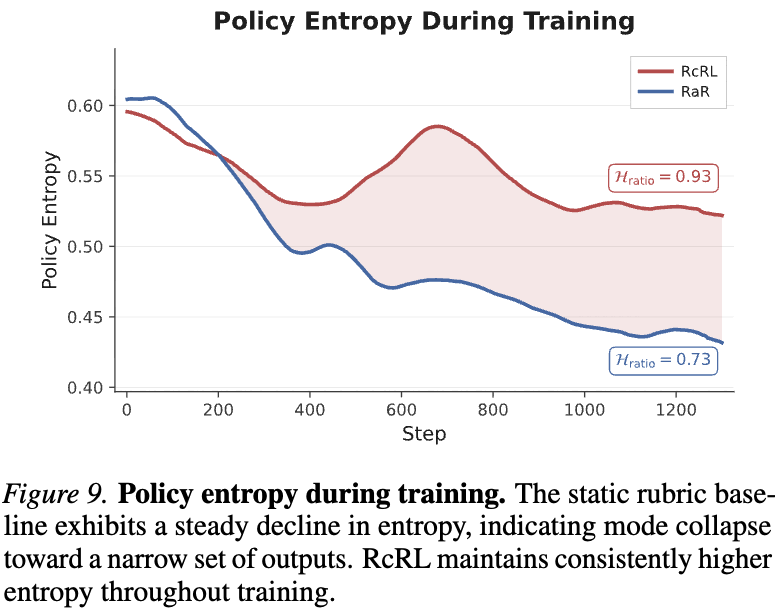 Policy Entropy During Training
RcRL
RaR
0.60
0.55
0.50
0.45
0.40
Policy Entropy
ℋratio = 0.93
ℋratio = 0.73
0 200 400 600 800 1000 1200
Step
Figure 9. Policy entropy during training. The static rubric base-
line exhibits a steady decline in entropy, indicating mode collapse
toward a narrow set of outputs. RcRL maintains consistently higher
entropy throughout training.